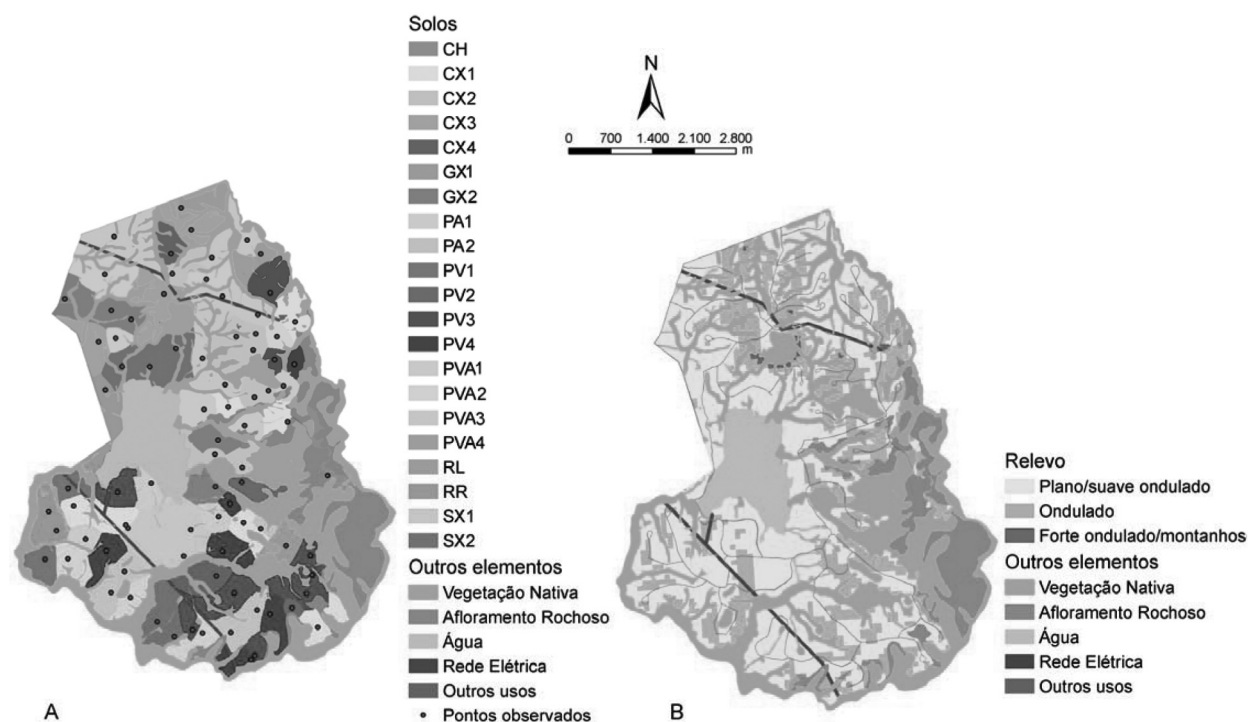 Solos
CH
CX1
CX2
CX3
CX4
GX1
GX2
PA1
PA2
PV1
PV2
PV3
PV4
PVA1
PVA2
PVA3
PVA4
RL
RR
SX1
SX2
Outros elementos
Vegetação Nativa
Afloramento Rochoso
Água
Rede Elétrica
Outros usos
Pontos observados
A
N
0 700 1.400 2.100 2.800
m
Relevo
Plano/suave ondulado
Ondulado
Forte ondulado/montanhos
Outros elementos
Vegetação Nativa
Afloramento Rochoso
Água
Rede Elétrica
Outros usos
B